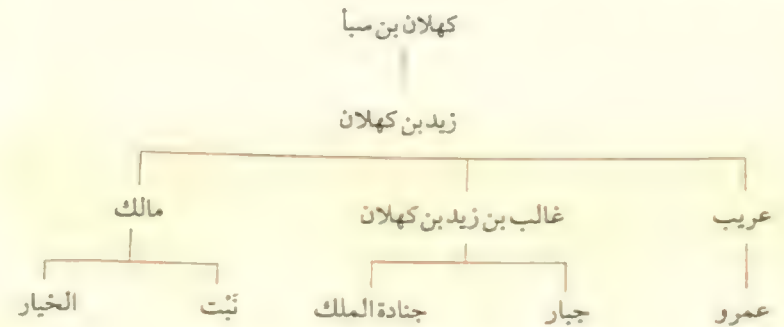 كهلان بن سبأ
زيد بن كهلان
عريب غالب بن زيد بن كهلان مالك
عمرو جبار جنادة الملك نَبْت الخيار